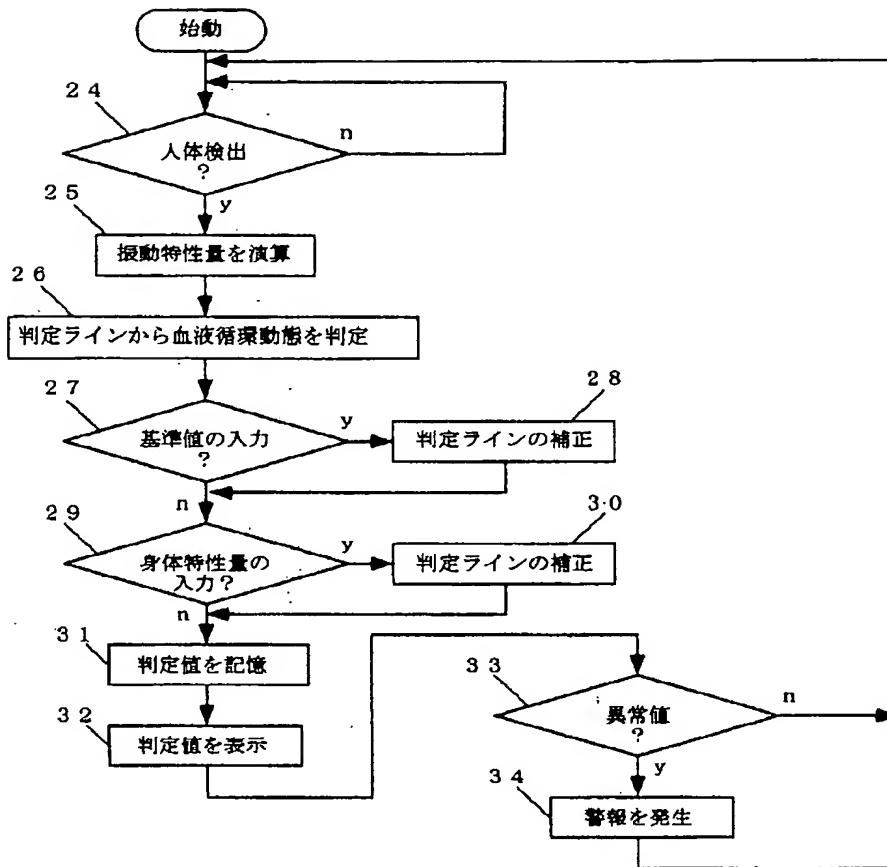 始動
24
人体検出
?
n
y
25
振動特性量を演算
26
判定ラインから血液循環動態を判定
27
基準値の入力
?
y
28
判定ラインの補正
n
29
身体特性量の
入力?
y
30
判定ラインの補正
n
31
判定値を記憶
32
判定値を表示
33
異常値
?
n
y
34
警報を発生